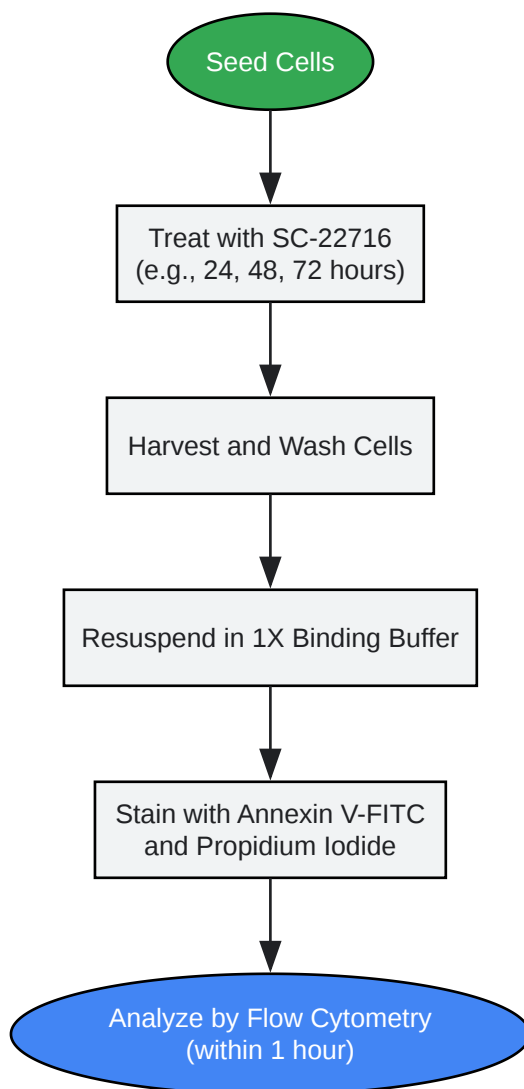 Seed Cells
Treat with SC-22716
(e.g., 24, 48, 72 hours)
Harvest and Wash Cells
Resuspend in 1X Binding Buffer
Stain with Annexin V-FITC
and Propidium Iodide
Analyze by Flow Cytometry
(within 1 hour)